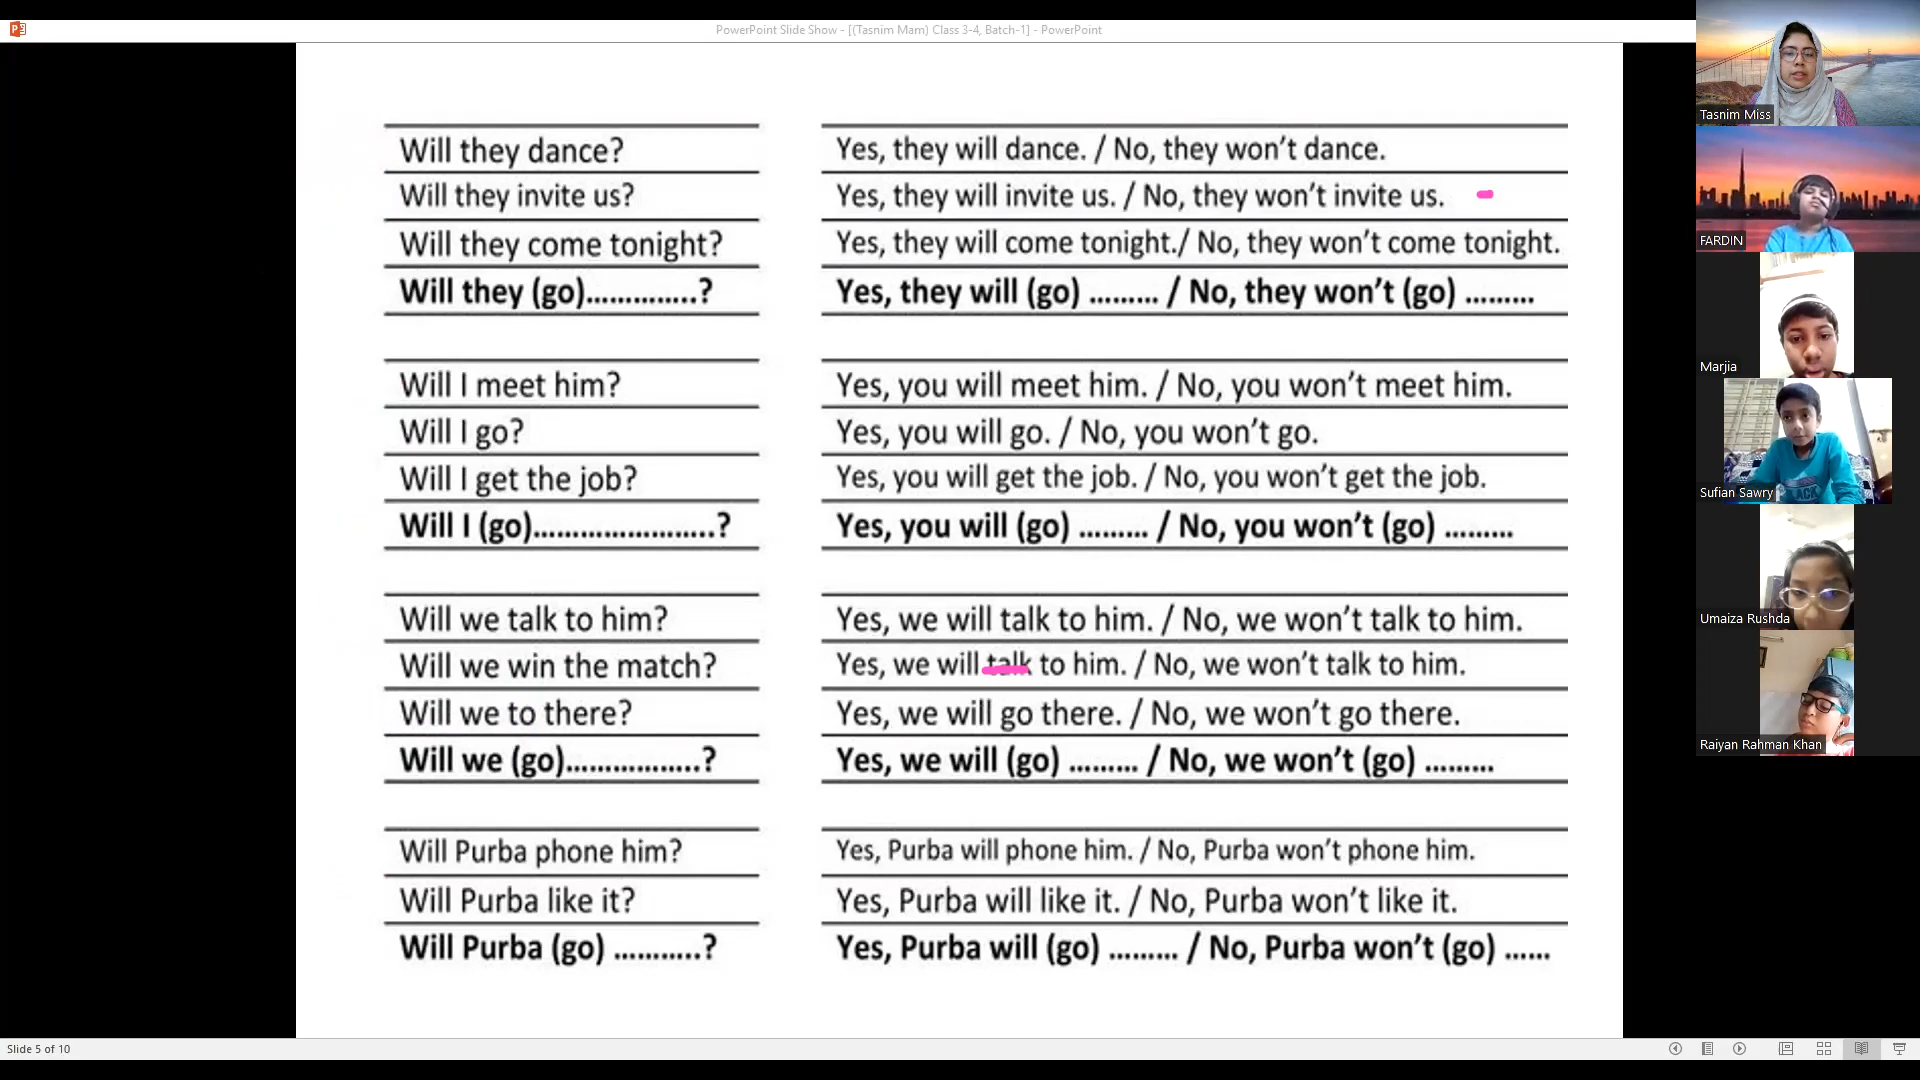 PowerPoint Slide Show - [(Tasnim Mam) Class 3-4, Batch-1] - PowerPoint
Will they dance? Yes, they will dance. / No, they won't dance.
Will they invite us? Yes, they will invite us. / No, they won't invite us.
Will they come tonight? Yes, they will come tonight./ No, they won't come tonight.
Will they (go)..............? Yes, they will (go) ......... / No, they won't (go) .........
Will I meet him? Yes, you will meet him. / No, you won't meet him.
Will I go? Yes, you will go. / No, you won't go.
Will I get the job? Yes, you will get the job. / No, you won't get the job.
Will I (go).......................? Yes, you will (go) ......... / No, you won't (go) .........
Will we talk to him? Yes, we will talk to him. / No, we won't talk to him.
Will we win the match? Yes, we will talk to him. / No, we won't talk to him.
Will we to there? Yes, we will go there. / No, we won't go there.
Will we (go).................? Yes, we will (go) ......... / No, we won't (go) .........
Will Purba phone him? Yes, Purba will phone him. / No, Purba won't phone him.
Will Purba like it? Yes, Purba will like it. / No, Purba won't like it.
Will Purba (go) ...........? Yes, Purba will (go) ......... / No, Purba won't (go) ......
Tasnim Miss
FARDIN
Marjia
BLACK
Sufian Sawry
Umaiza Rushda
Raiyan Rahman Khan
Slide 5 of 10